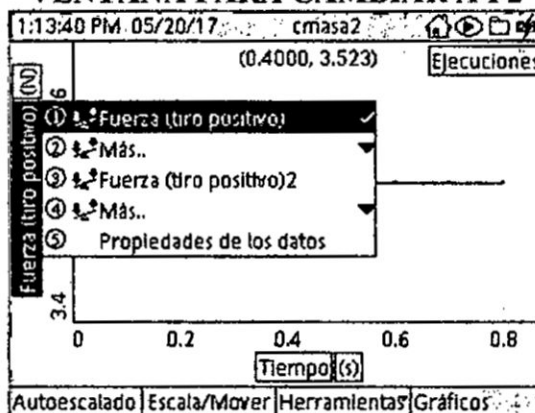 1:13:40 PM 05/20/17 cmasa2
(0.4000, 3.523) Ejecuciones
Fuerza (tiro positivo) (N)
① Fuerza (tiro positivo)
② Más..
③ Fuerza (tiro positivo)2
④ Más..
⑤ Propiedades de los datos
3.4
0 0.2 0.4 0.6 0.8
Tiempo (s)
Autoescalado Escala/Mover Herramientas Gráficos